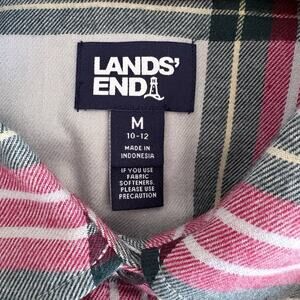 LANDS'
END
M
10-12
MADE IN
INDONESIA
IF YOU USE
FABRIC
SOFTENERS,
PLEASE USE
PRECAUTION